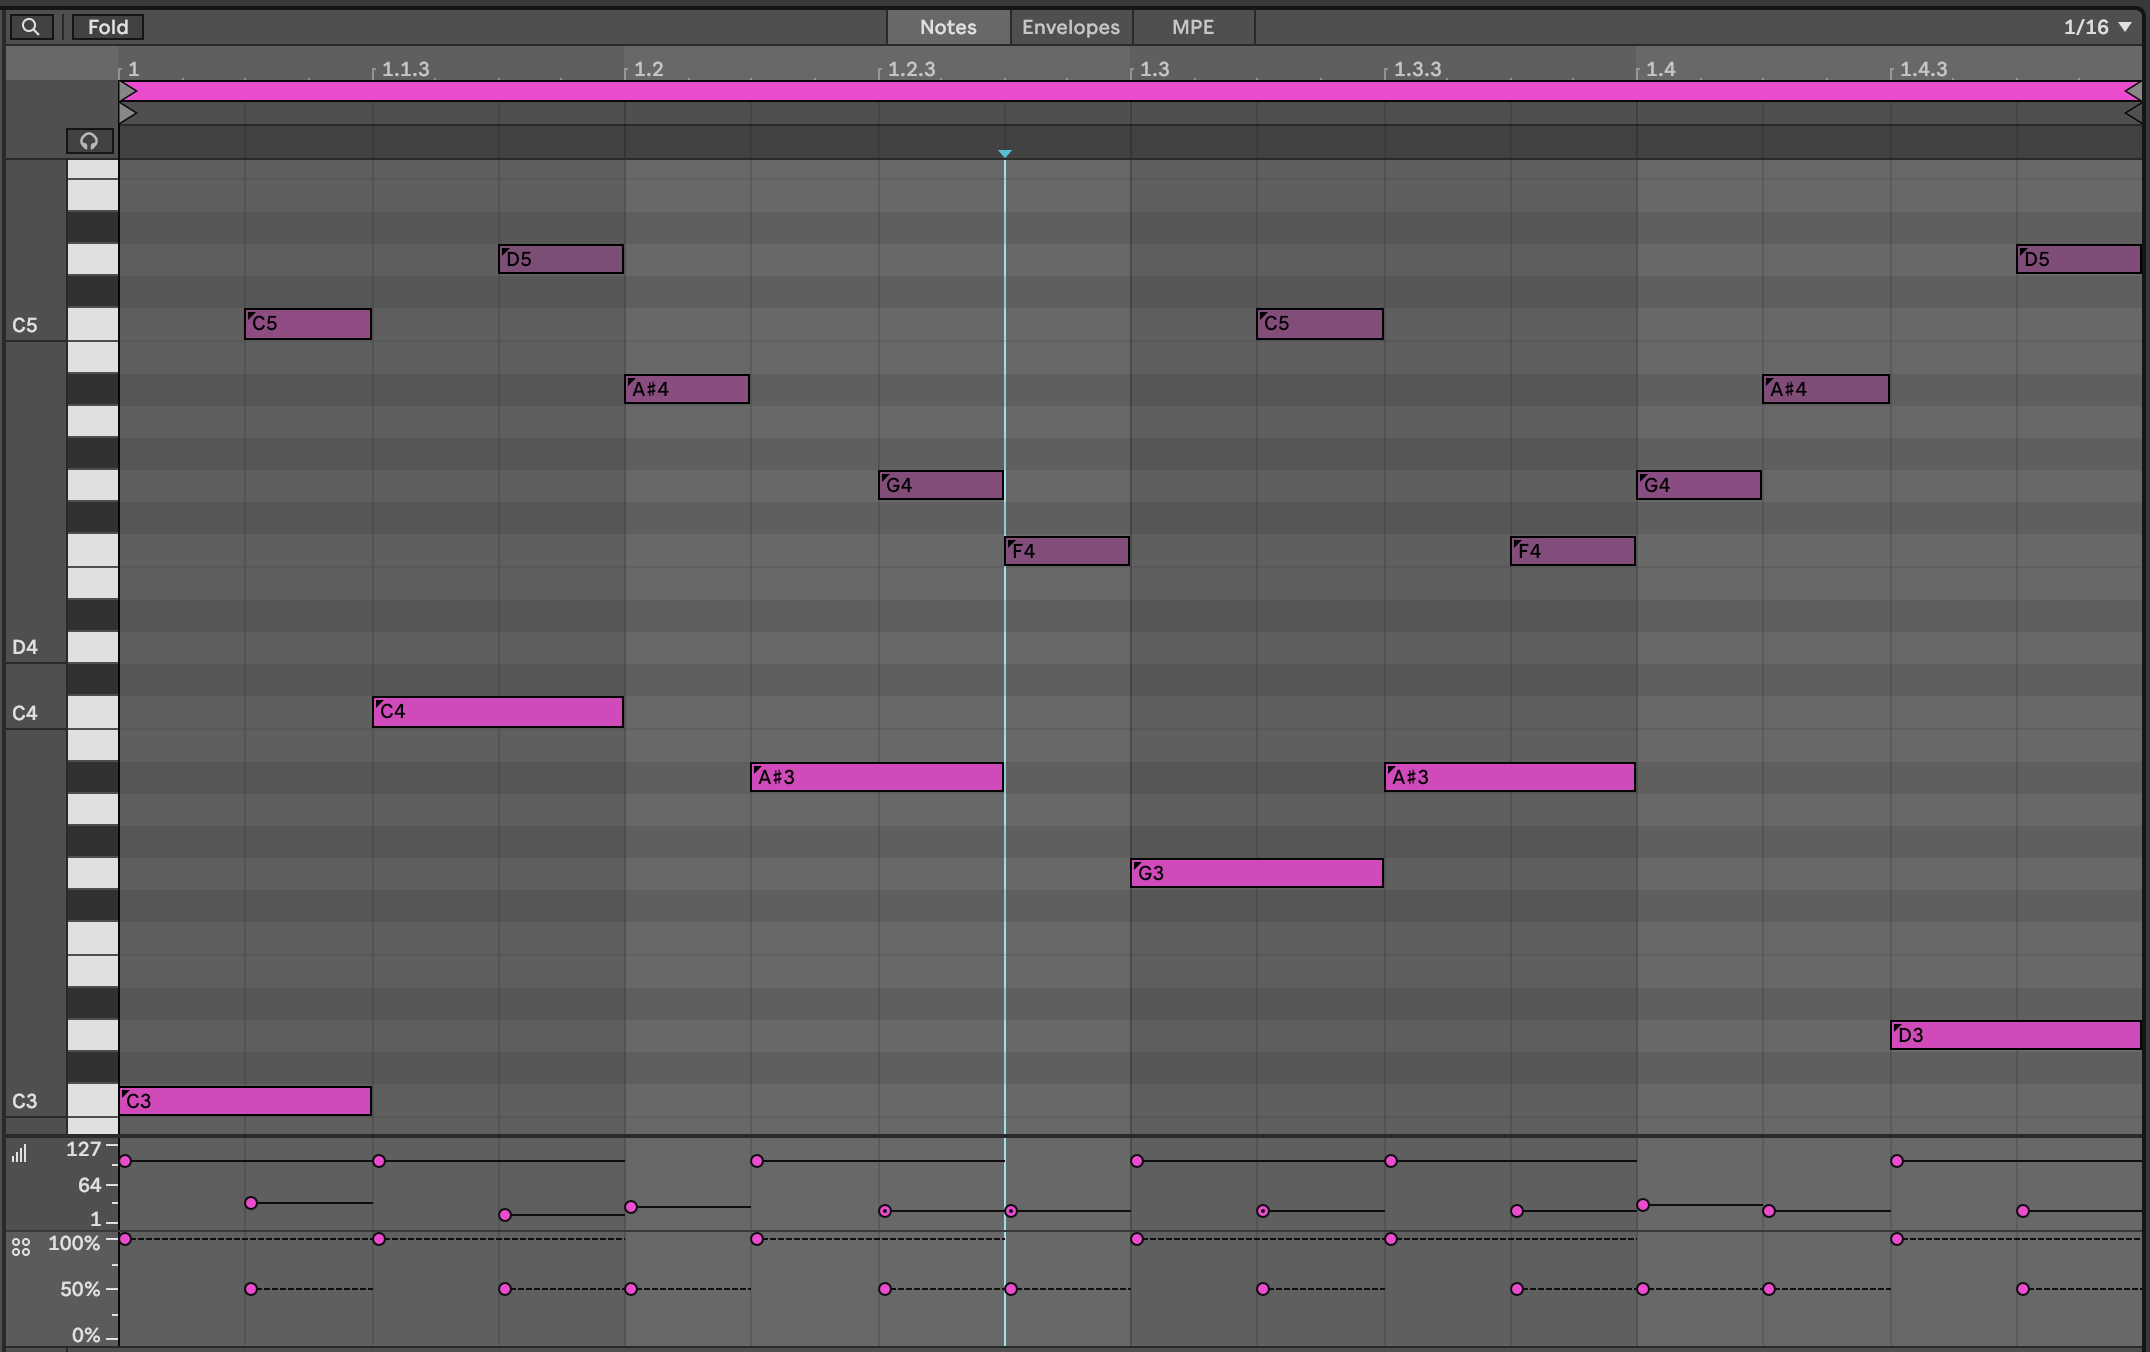 Fold Notes Envelopes MPE 1/16
1 1.1.3 1.2 1.2.3 1.3 1.3.3 1.4 1.4.3
D5 D5
C5 C5 C5
A#4 A#4
G4 G4
F4 F4
D4
C4 C4
A#3 A#3
G3
D3
C3 C3
127
64
1
100%
50%
0%